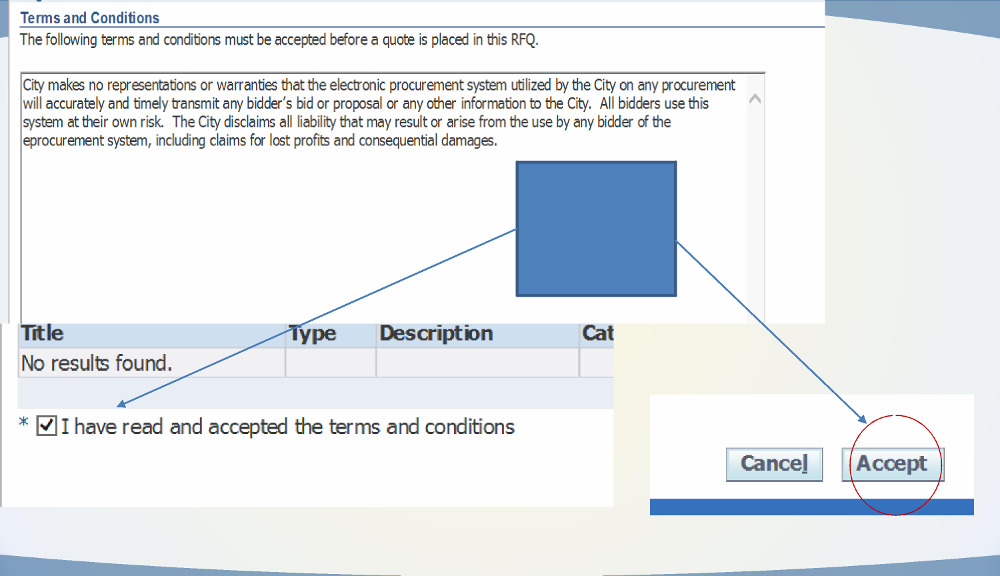 Terms and Conditions
The following terms and conditions must be accepted before a quote is placed in this RFQ.
City makes no representations or warranties that the electronic procurement system utilized by the City on any procurement
will accurately and timely transmit any bidder's bid or proposal or any other information to the City.  All bidders use this
system at their own risk.  The City disclaims all liability that may result or arise from the use by any bidder of the
eprocurement system, including claims for lost profits and consequential damages.
Title Type Description Cat
No results found.
* I have read and accepted the terms and conditions
Cancel Accept